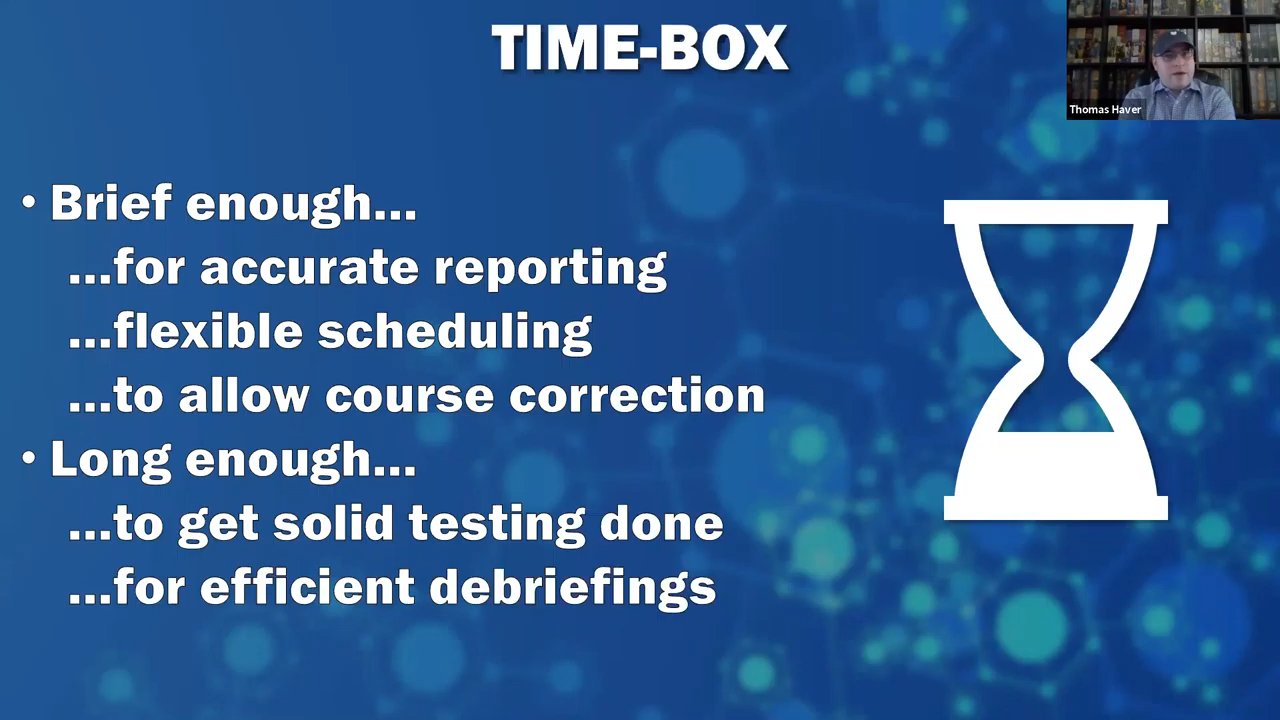 TIME-BOX
Thomas Haver
• Brief enough...
...for accurate reporting
...flexible scheduling
...to allow course correction
• Long enough...
...to get solid testing done
...for efficient debriefings